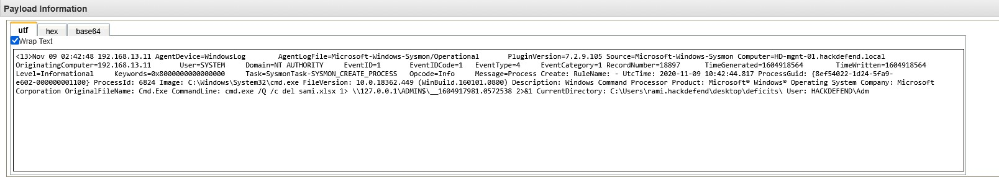 Payload Information
utf hex base64
Wrap Text
<13>Nov 09 02:42:48 192.168.13.11 AgentDevice=WindowsLog AgentLogFile=Microsoft-Windows-Sysmon/Operational PluginVersion=7.2.9.105 Source=Microsoft-Windows-Sysmon Computer=HD-mgnt-01.hackdefend.local
OriginatingComputer=192.168.13.11 User=SYSTEM Domain=NT AUTHORITY EventID=1 EventIDCode=1 EventType=4 EventCategory=1 RecordNumber=18897 TimeGenerated=1604918564 TimeWritten=1604918564
Level=Informational Keywords=0x8000000000000000 Task=SysmonTask-SYSMON_CREATE_PROCESS Opcode=Info Message=Process Create: RuleName: - UtcTime: 2020-11-09 10:42:44.817 ProcessGuid: {8ef54022-1d24-5fa9-
e602-000000001100} ProcessId: 6824 Image: C:\Windows\System32\cmd.exe FileVersion: 10.0.18362.449 (WinBuild.160101.0800) Description: Windows Command Processor Product: Microsoft® Windows® Operating System Company: Microsoft
Corporation OriginalFileName: Cmd.Exe CommandLine: cmd.exe /Q /c del sami.xlsx 1> \\127.0.0.1\ADMIN$\__1604917981.0572538 2>&1 CurrentDirectory: C:\Users\rami.hackdefend\desktop\deficits\ User: HACKDEFEND\Adm